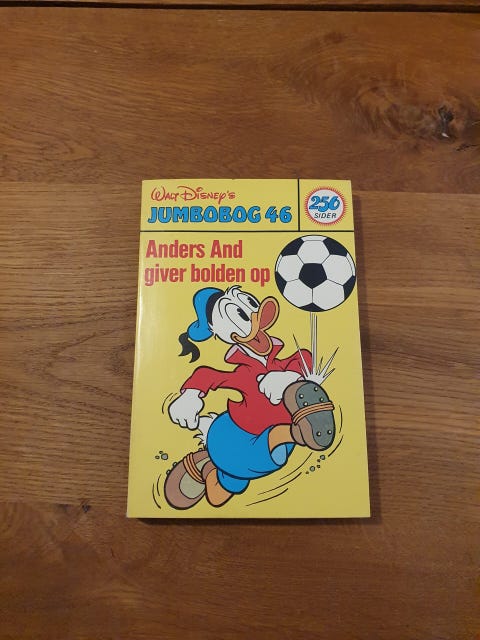 Walt Disney's
JUMBOBOG 46
256
SIDER
Anders And
giver bolden op